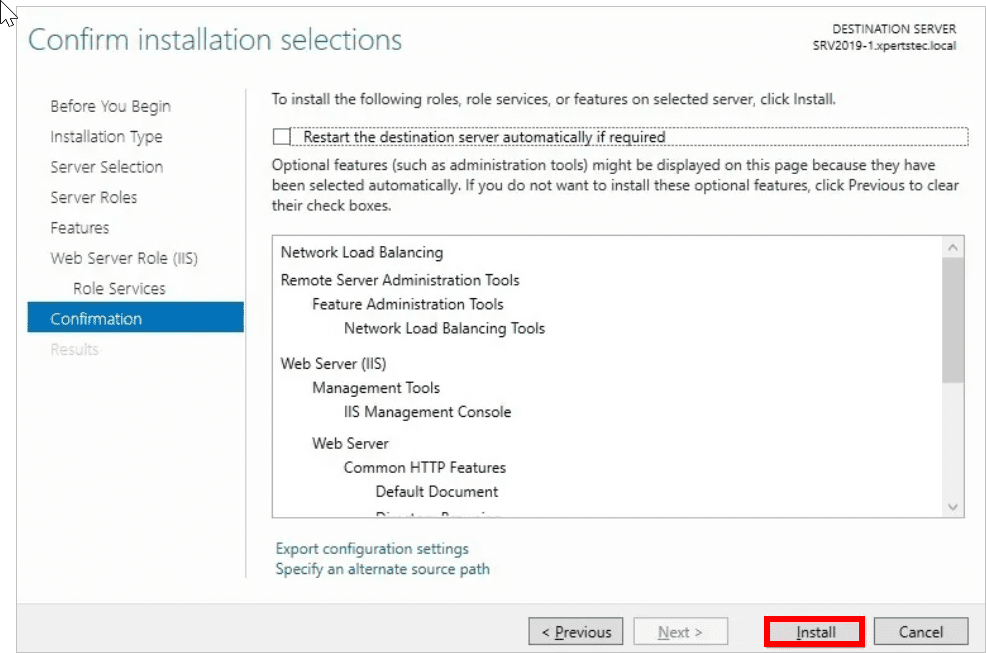 Confirm installation selections
DESTINATION SERVER
SRV2019-1.xpertstec.local
Before You Begin
Installation Type
Server Selection
Server Roles
Features
Web Server Role (IIS)
Role Services
Confirmation
Results
To install the following roles, role services, or features on selected server, click Install.
Restart the destination server automatically if required
Optional features (such as administration tools) might be displayed on this page because they have
been selected automatically. If you do not want to install these optional features, click Previous to clear
their check boxes.
Network Load Balancing
Remote Server Administration Tools
Feature Administration Tools
Network Load Balancing Tools
Web Server (IIS)
Management Tools
IIS Management Console
Web Server
Common HTTP Features
Default Document
Export configuration settings
Specify an alternate source path
< Previous
Next >
Install
Cancel